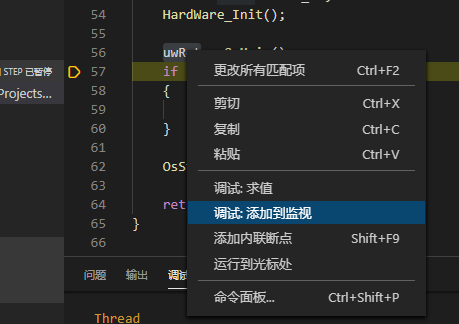 54 HardWare_Init();
55
56 uwRet
STEP 已暂停
57 if
Projects...
58 {
59
60 }
61
62 OsSt
63
64 ret
65 }
66
更改所有匹配项 Ctrl+F2
剪切 Ctrl+X
复制 Ctrl+C
粘贴 Ctrl+V
调试: 求值
调试: 添加到监视
添加内联断点 Shift+F9
运行到光标处
命令面板... Ctrl+Shift+P
问题 输出 调试
Thread